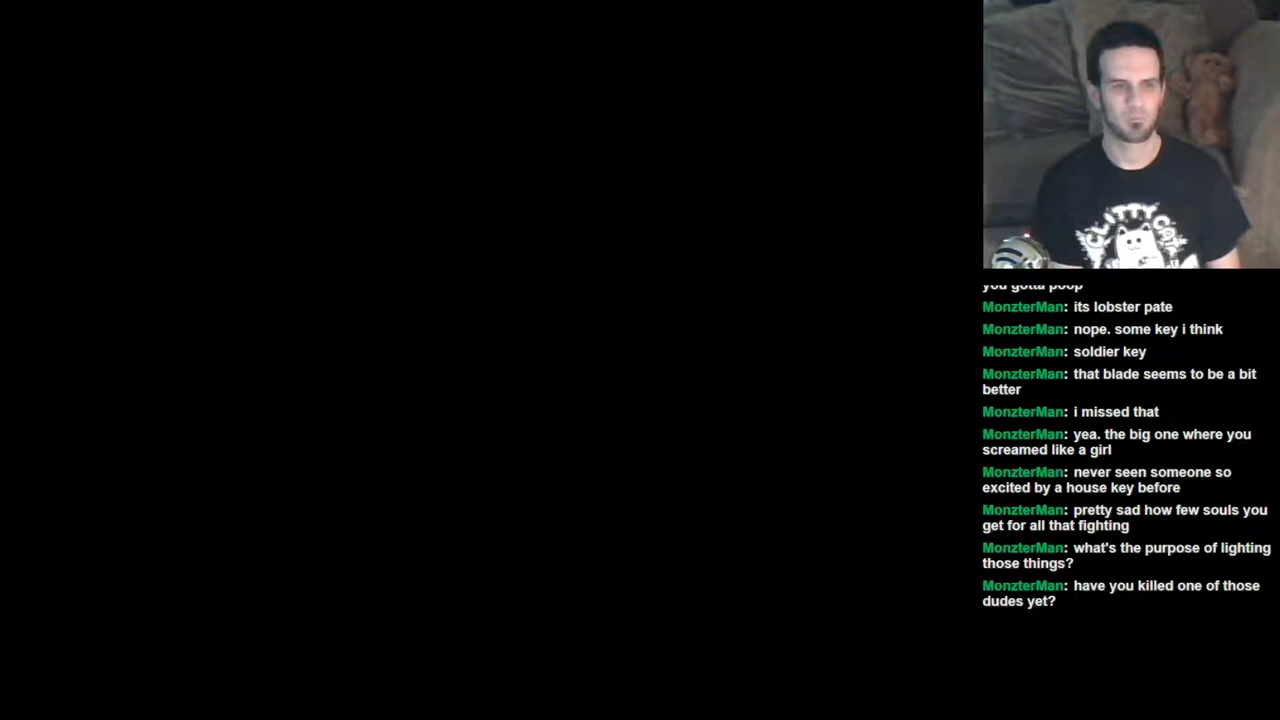 CLITTY Cat
you gotta poop
MonzterMan: its lobster pate
MonzterMan: nope. some key i think
MonzterMan: soldier key
MonzterMan: that blade seems to be a bit
better
MonzterMan: i missed that
MonzterMan: yea. the big one where you
screamed like a girl
MonzterMan: never seen someone so
excited by a house key before
MonzterMan: pretty sad how few souls you
get for all that fighting
MonzterMan: what's the purpose of lighting
those things?
MonzterMan: have you killed one of those
dudes yet?